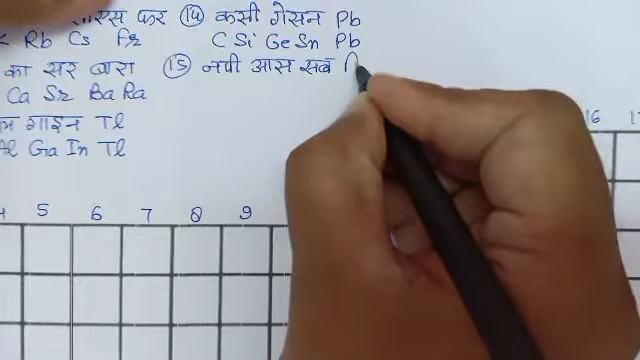 फर (14) कसी गेसन Pb
Rb Cs Fr C Si Ge Sn Pb
का सर बारा (15) नपी आस सब
Ca Sr Ba Ra
गाइन Tl
Al Ga In Tl
4 5 6 7 8 9 16